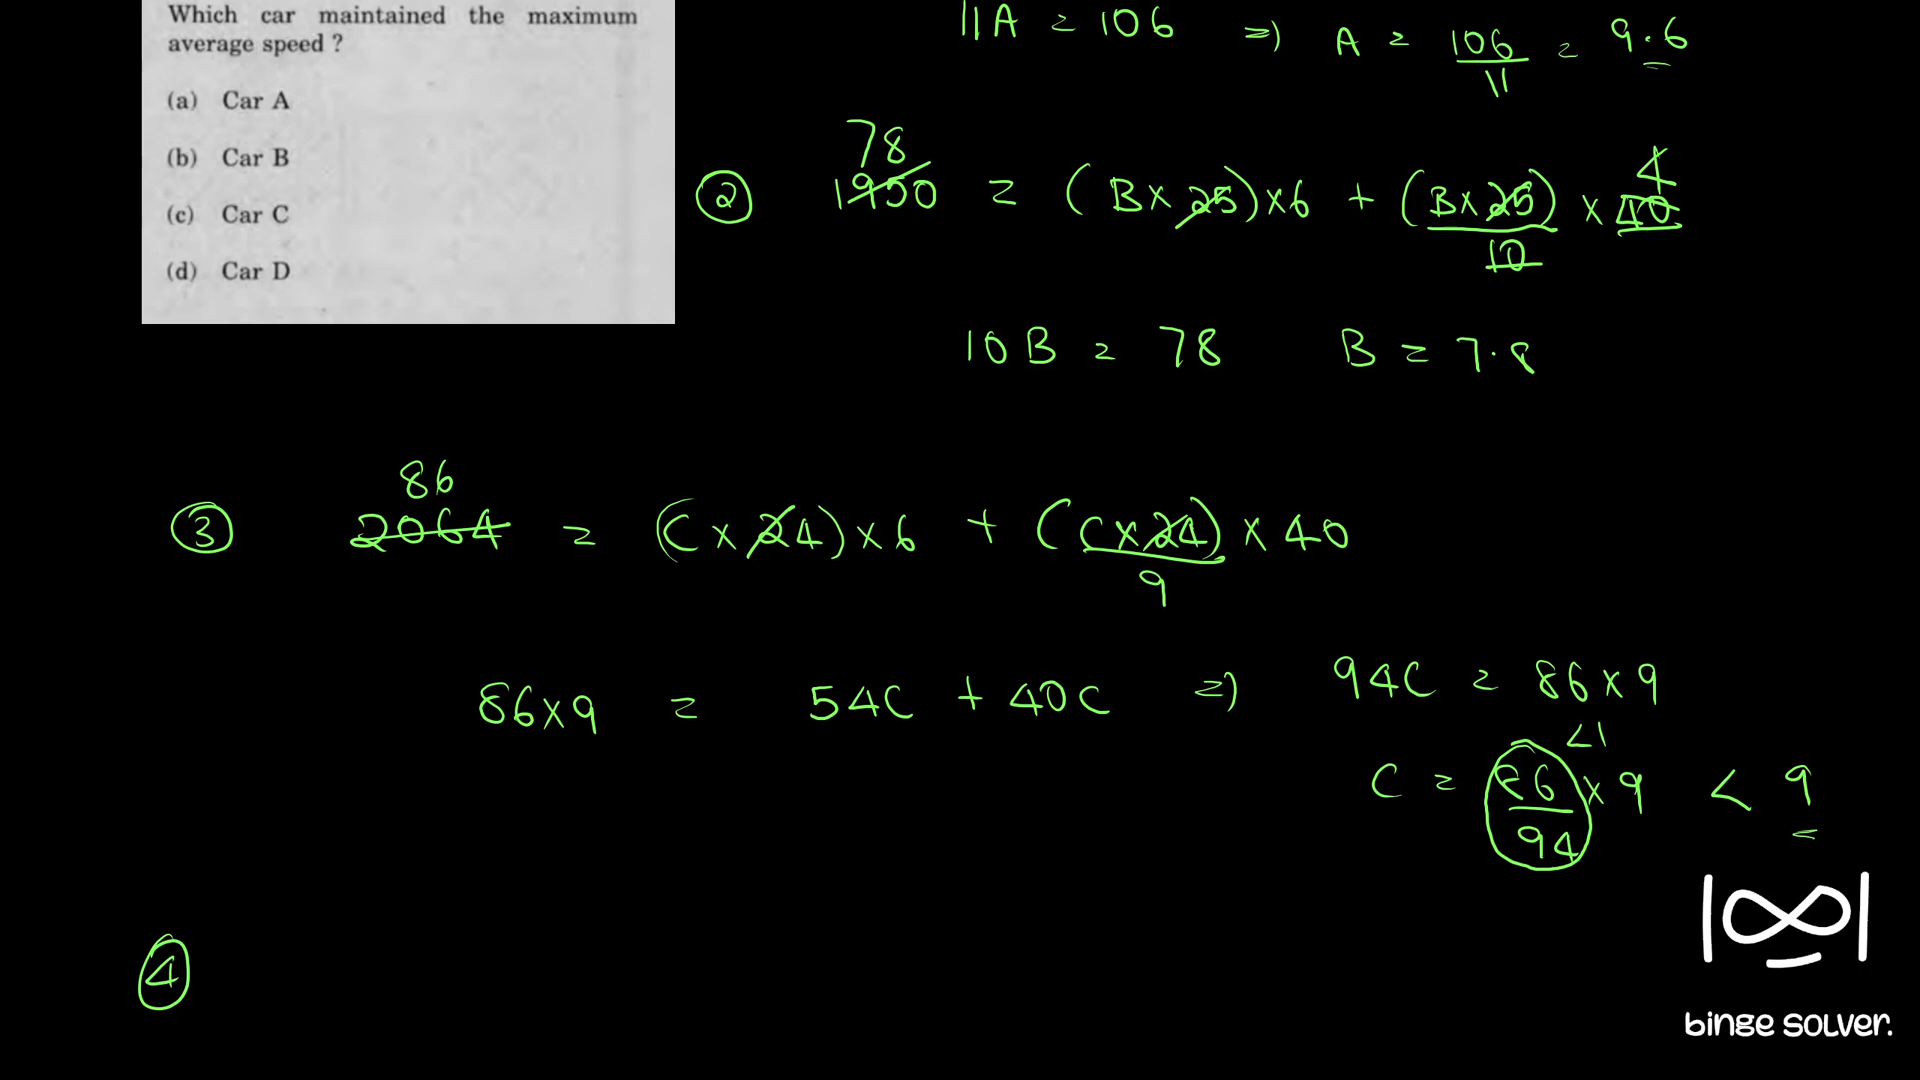 Which car maintained the maximum
average speed ?
(a) Car A
(b) Car B
(c) Car C
(d) Car D
11A = 106 => A = 106/11 = 9.6
78
② 1950 = (B×25)×6 + (B×25)/10 × 40
4
10B = 78 B = 7.8
86
③ 2064 = (C×24)×6 + (C×24)/9 × 40
86×9 = 54C + 40C => 94C = 86×9
<1
C = 86/94 × 9 < 9
④
binge solver.